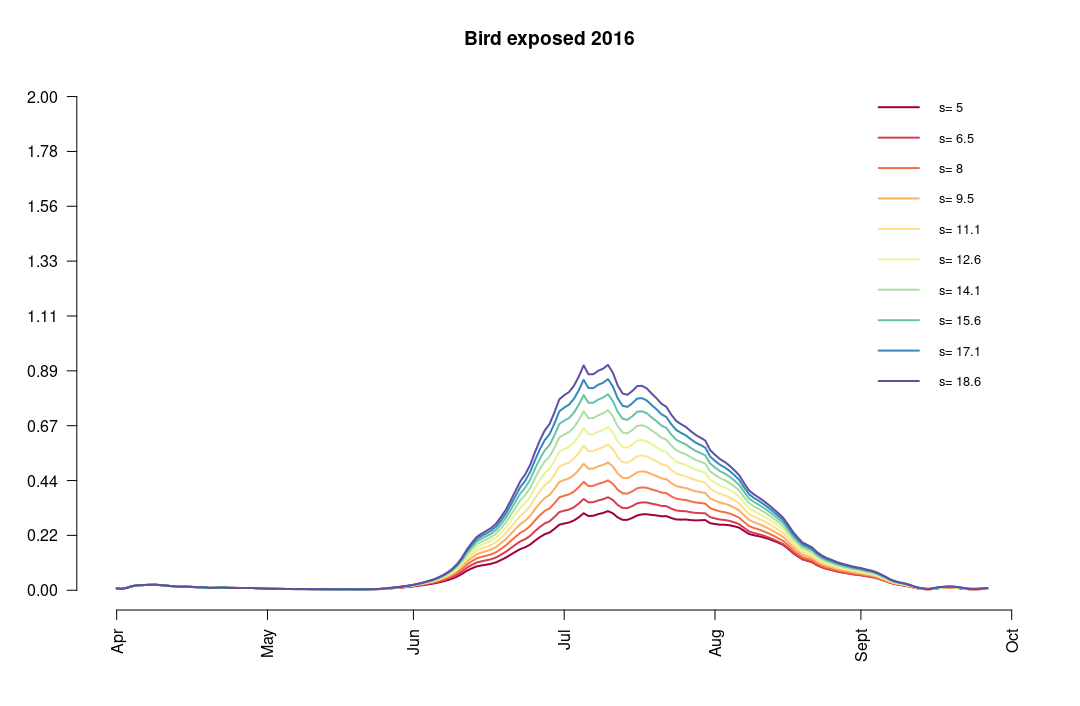 Bird exposed 2016
2.00
1.78
1.56
1.33
1.11
0.89
0.67
0.44
0.22
0.00
s= 5
s= 6.5
s= 8
s= 9.5
s= 11.1
s= 12.6
s= 14.1
s= 15.6
s= 17.1
s= 18.6
Apr
May
Jun
Jul
Aug
Sept
Oct